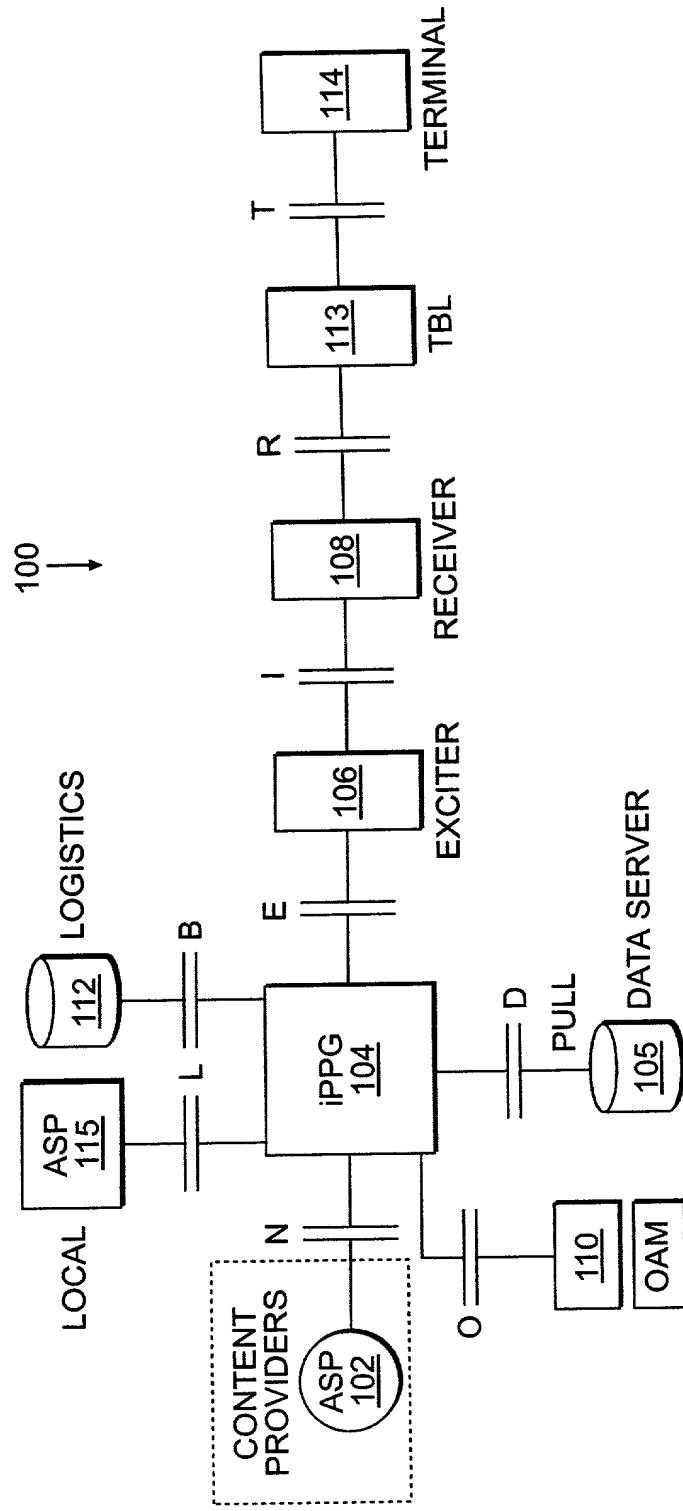 100
LOCAL
ASP
115
L
LOGISTICS
112
B
CONTENT
PROVIDERS
ASP
102
N
iPPG
104
E
106
EXCITER
I
108
RECEIVER
R
113
TBL
T
114
TERMINAL
O
110
OAM
D
PULL
105
DATA SERVER